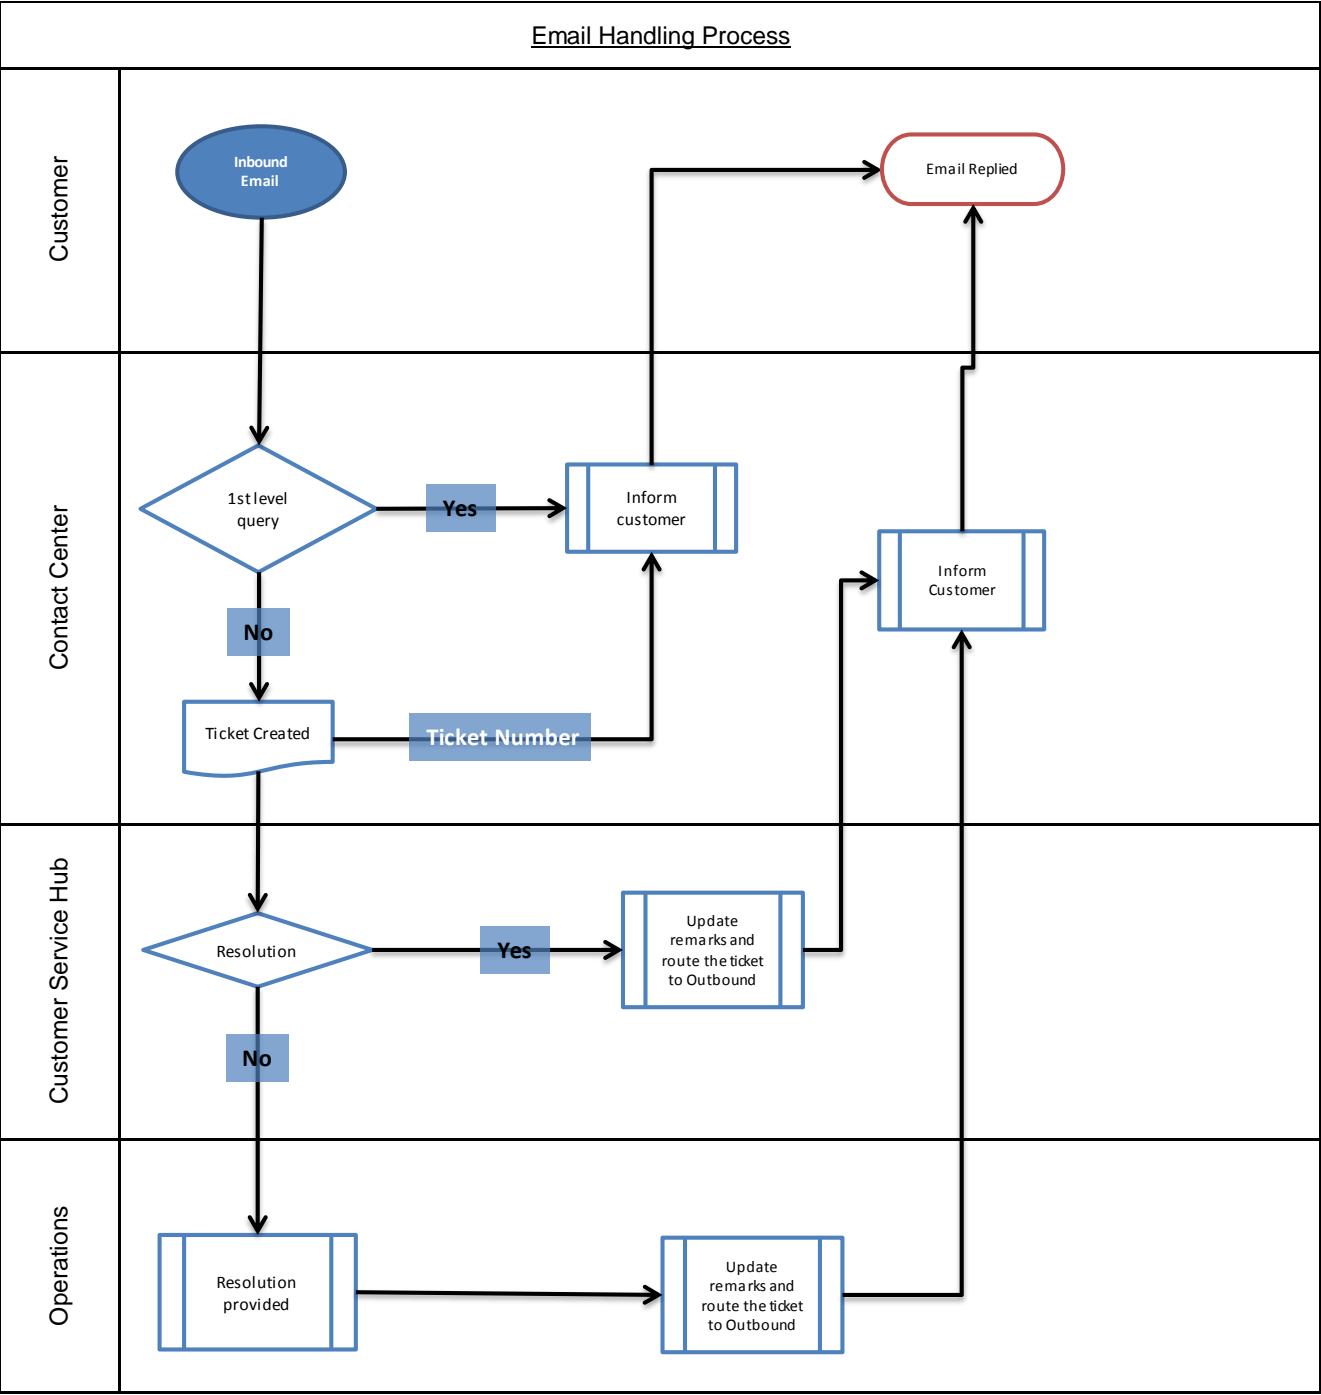 Email Handling Process
Customer
Inbound
Email
Email Replied
Contact Center
1st level
query
Yes
Inform
customer
Inform
Customer
No
Ticket Created
Ticket Number
Customer Service Hub
Resolution
Yes
Update
remarks and
route the ticket
to Outbound
No
Operations
Resolution
provided
Update
remarks and
route the ticket
to Outbound